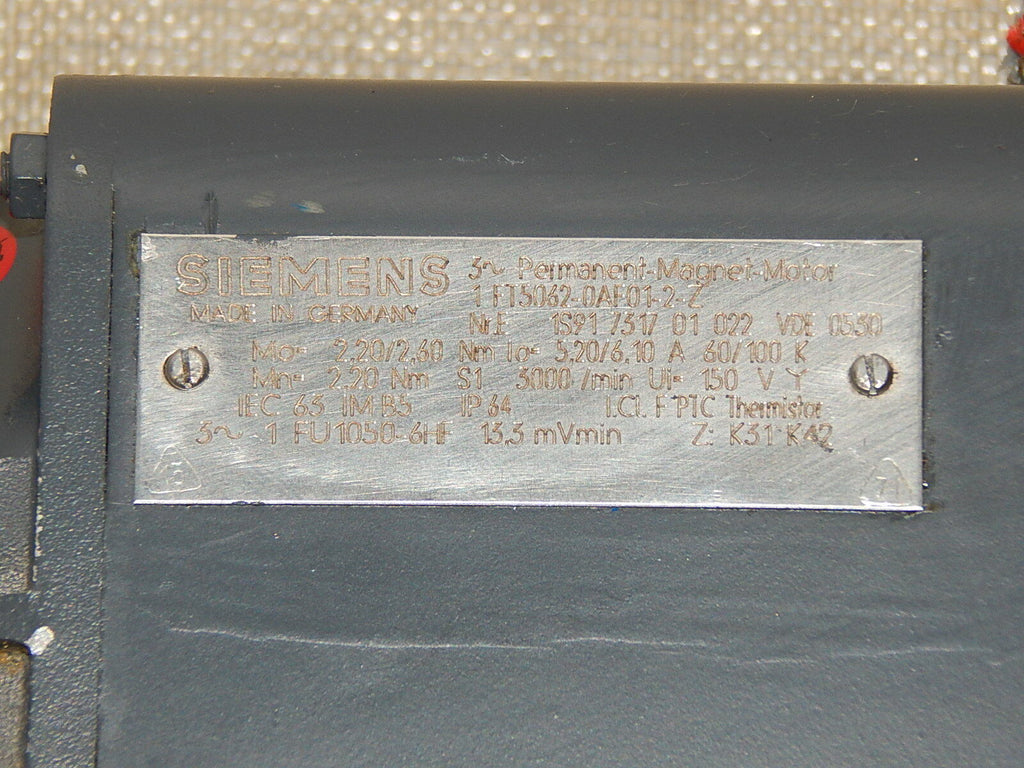 SIEMENS 3~ Permanent-Magnet-Motor
1 FT5062-0AF01-2-Z
MADE IN GERMANY
Nr.E 1S91 7317 01 022 VDE 0530
Mo= 2,20/2,60 Nm Io= 5,20/6,10 A 60/100 K
Mn= 2,20 Nm S1 3000 /min Ui= 150 V Y
IEC 63 IM B5 IP 64 I.Cl. F PTC Thermistor
3~ 1 FU1050-6HF 13,3 mVmin Z: K31 K42